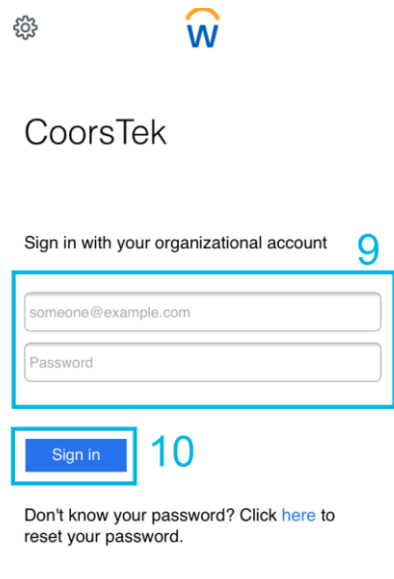 W
CoorsTek
Sign in with your organizational account
9
someone@example.com
Password
Sign in
10
Don't know your password? Click here to
reset your password.